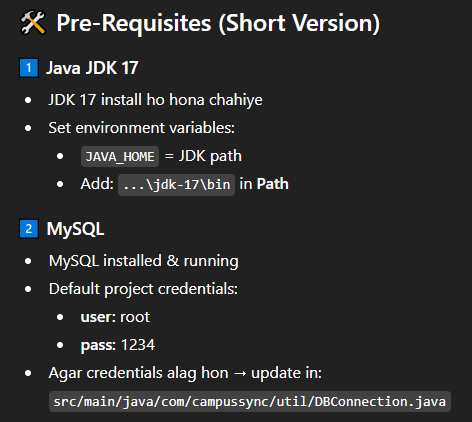 🛠️ Pre-Requisites (Short Version)
1️⃣ Java JDK 17
• JDK 17 install ho hona chahiye
• Set environment variables:
• JAVA_HOME = JDK path
• Add: ...\jdk-17\bin in Path
2️⃣ MySQL
• MySQL installed & running
• Default project credentials:
• user: root
• pass: 1234
• Agar credentials alag hon → update in:
src/main/java/com/campussync/util/DBConnection.java